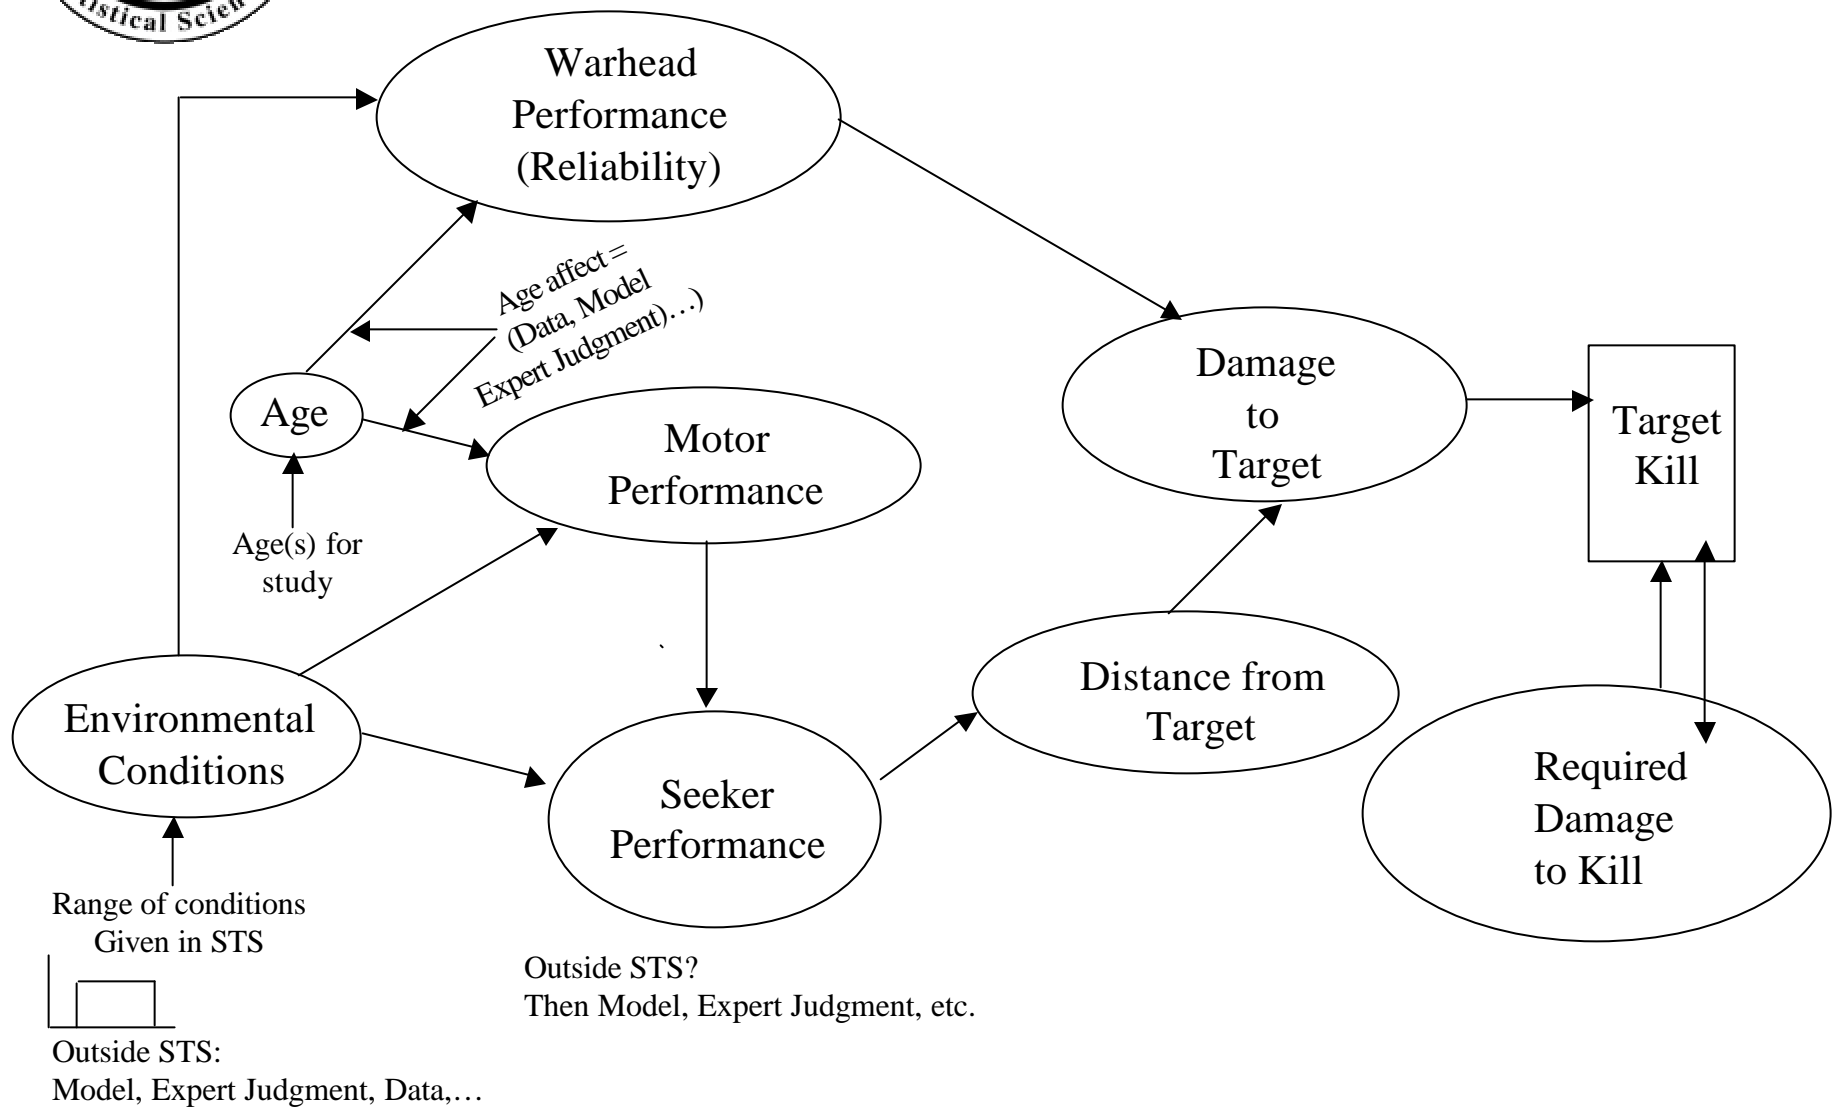 Statistical Scien
Warhead
Performance
(Reliability)
Age affect =
(Data, Model
Expert Judgment)…)
Age
Age(s) for
study
Motor
Performance
Damage
to
Target
Target
Kill
Environmental
Conditions
Range of conditions
Given in STS
Outside STS:
Model, Expert Judgment, Data,…
Seeker
Performance
Outside STS?
Then Model, Expert Judgment, etc.
Distance from
Target
Required
Damage
to Kill